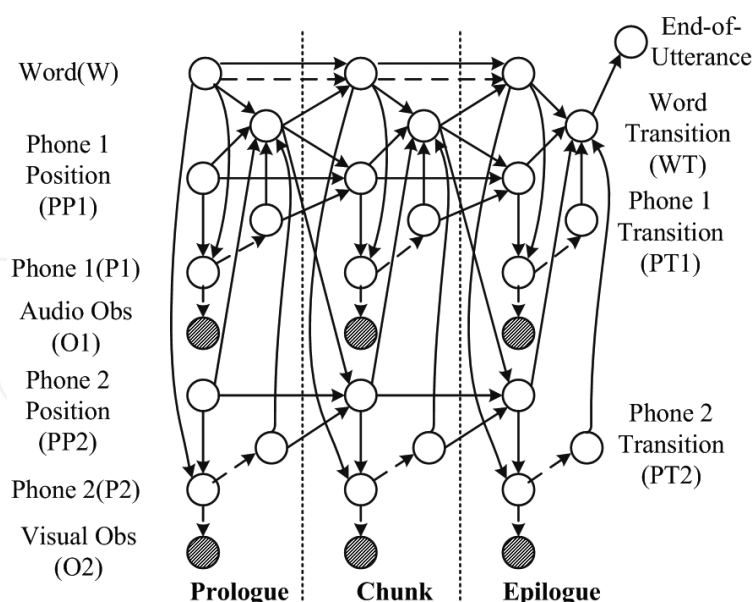 End-of-
Utterance
Word(W)
Word
Transition
(WT)
Phone 1
Position
(PP1)
Phone 1
Transition
(PT1)
Phone 1(P1)
Audio Obs
(O1)
Phone 2
Position
(PP2)
Phone 2
Transition
(PT2)
Phone 2(P2)
Visual Obs
(O2)
Prologue Chunk Epilogue